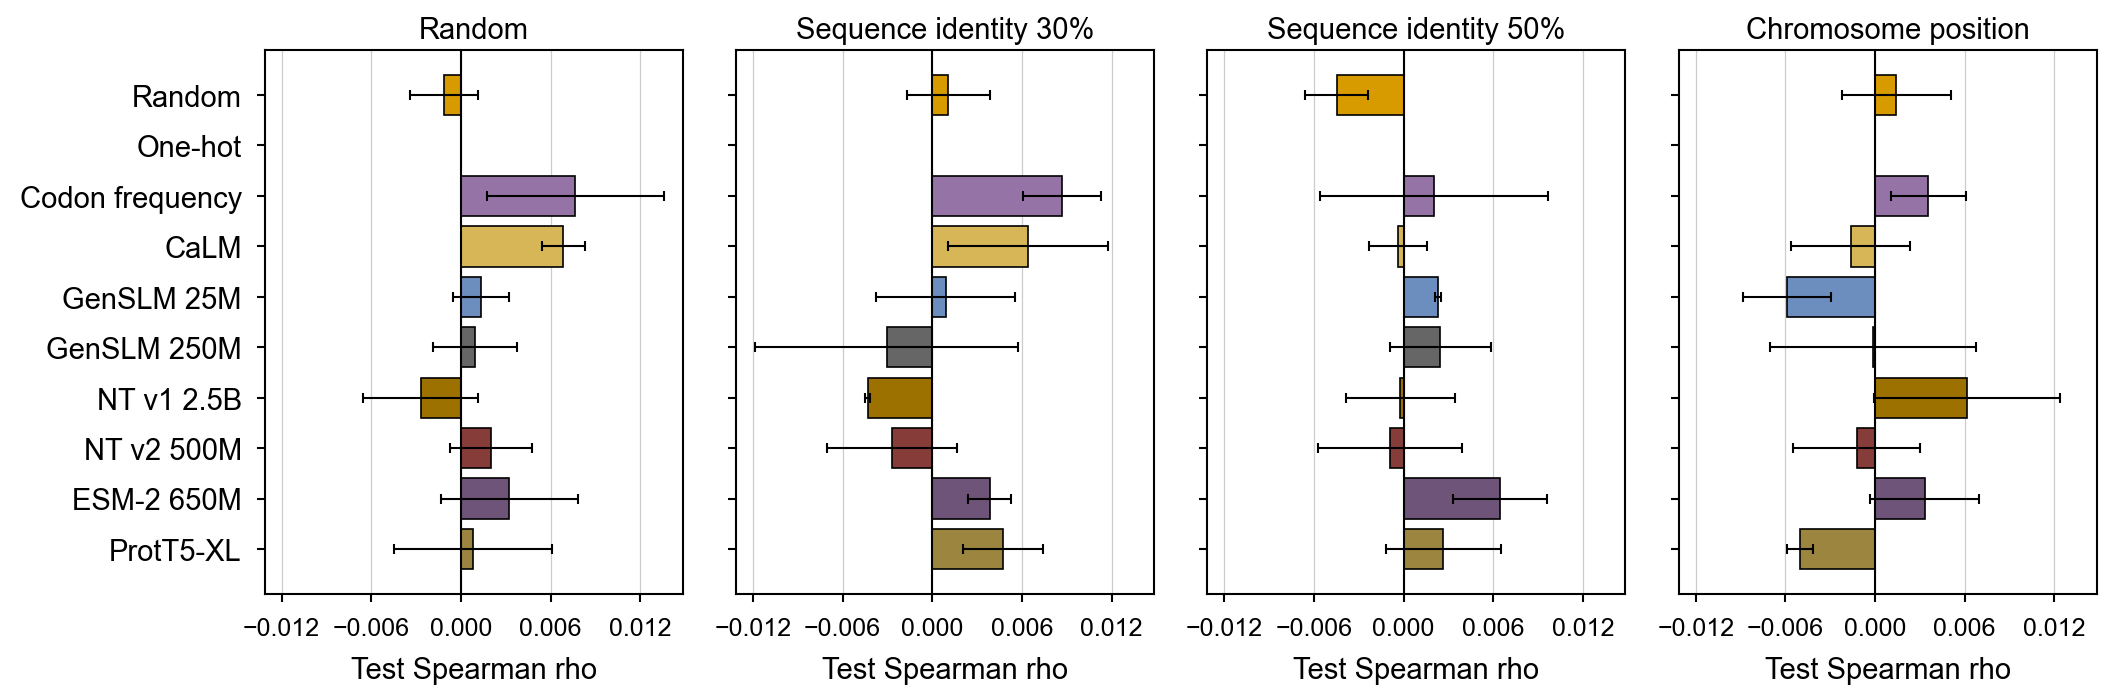 Random
Sequence identity 30%
Sequence identity 50%
Chromosome position
Random
One-hot
Codon frequency
CaLM
GenSLM 25M
GenSLM 250M
NT v1 2.5B
NT v2 500M
ESM-2 650M
ProtT5-XL
−0.012 −0.006 0.000 0.006 0.012
−0.012 −0.006 0.000 0.006 0.012
−0.012 −0.006 0.000 0.006 0.012
−0.012 −0.006 0.000 0.006 0.012
Test Spearman rho
Test Spearman rho
Test Spearman rho
Test Spearman rho